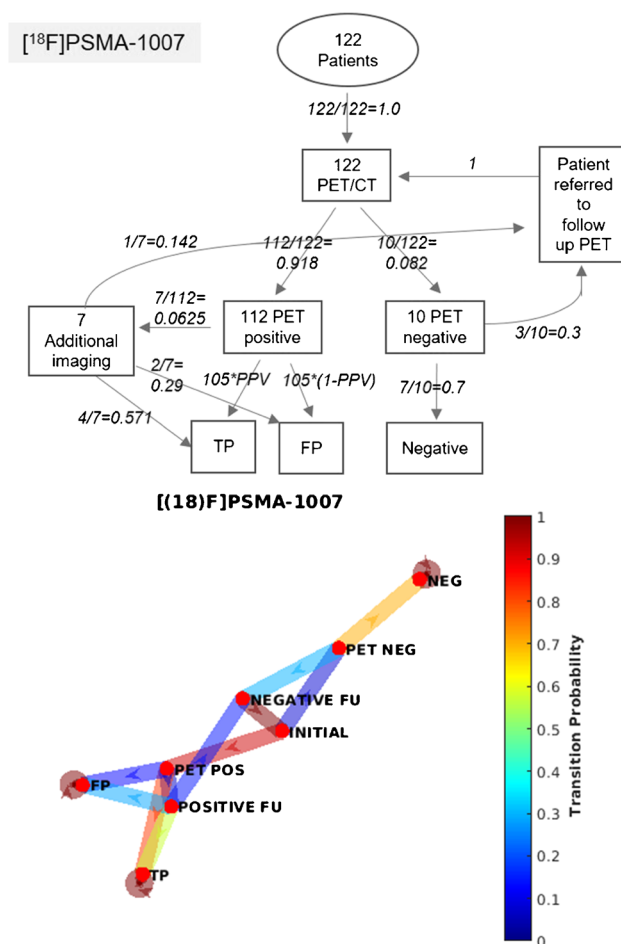 [¹⁸F]PSMA-1007
122
Patients
122/122=1.0
122
PET/CT
1
Patient
referred
to
follow
up PET
1/7=0.142
112/122=
0.918
10/122=
0.082
7
Additional
imaging
7/112=
0.0625
112 PET
positive
10 PET
negative
3/10=0.3
2/7=
0.29
105*PPV
105*(1-PPV)
7/10=0.7
4/7=0.571
TP
FP
Negative
[(18)F]PSMA-1007
NEG
PET NEG
NEGATIVE FU
INITIAL
PET POS
FP
POSITIVE FU
TP
1
0.9
0.8
0.7
0.6
0.5
0.4
0.3
0.2
0.1
0
Transition Probability